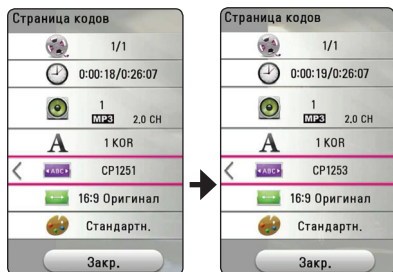 Страница кодов
1/1
0:00:18/0:26:07
1
MP3 2,0 CH
A 1 KOR
ABC CP1251
16:9 Оригинал
Стандартн.
Закр.
Страница кодов
1/1
0:00:19/0:26:07
1
MP3 2,0 CH
A 1 KOR
ABC CP1253
16:9 Оригинал
Стандартн.
Закр.